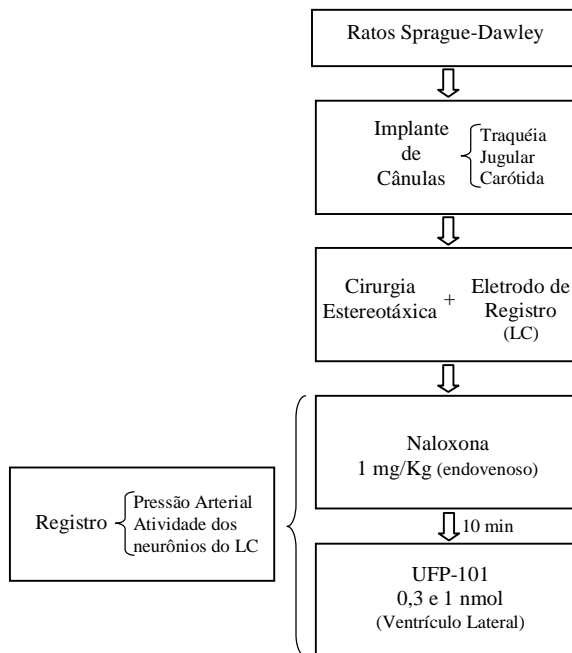 Ratos Sprague-Dawley
Implante
de
Cânulas
Traquéia
Jugular
Carótida
Cirurgia
Estereotáxica
+
Eletrodo de
Registro
(LC)
Naloxona
1 mg/Kg (endovenoso)
Registro
Pressão Arterial
Atividade dos
neurônios do LC
10 min
UFP-101
0,3 e 1 nmol
(Ventrículo Lateral)